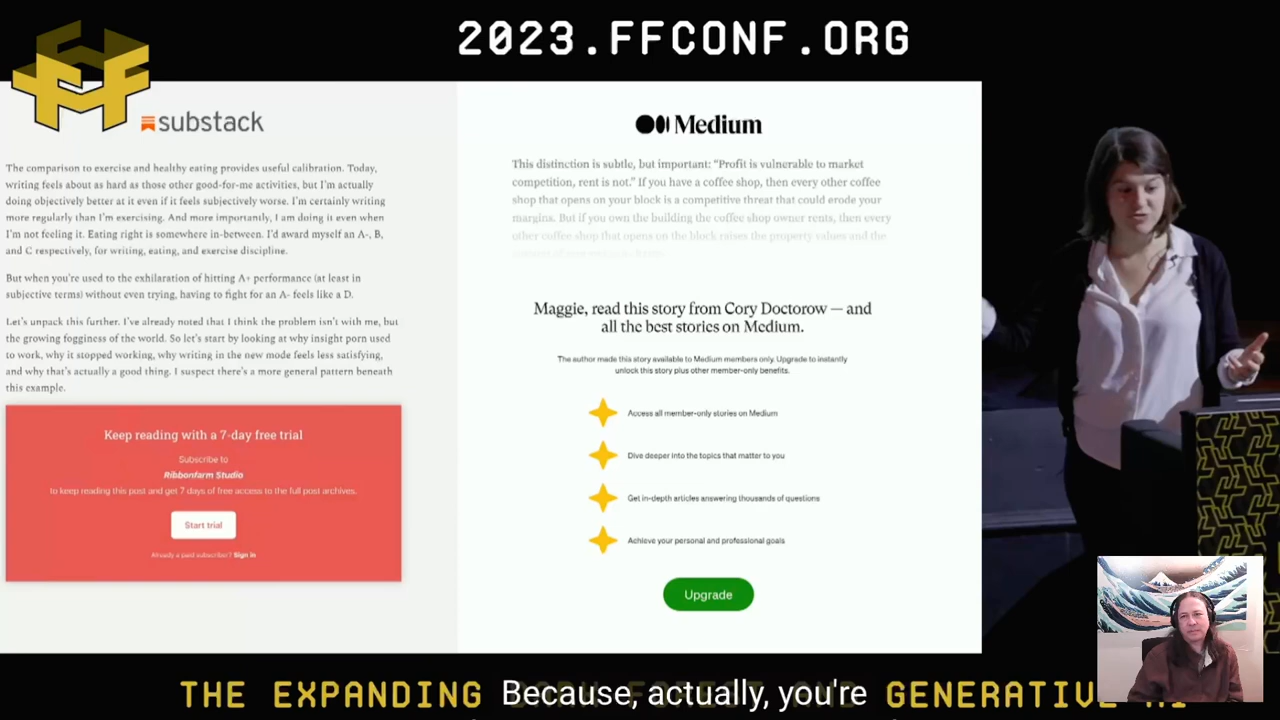 2023.FFCONF.ORG
substack
The comparison to exercise and healthy eating provides useful calibration. Today,
writing feels about as hard as those other good-for-me activities, but I'm actually
doing objectively better at it even if it feels subjectively worse. I'm certainly writing
more regularly than I'm exercising. And more importantly, I am doing it even when
I'm not feeling it. Eating right is somewhere in-between. I'd award myself an A-, B,
and C respectively, for writing, eating, and exercise discipline.
But when you're used to the exhilaration of hitting A+ performance (at least in
subjective terms) without even trying, having to fight for an A- feels like a D.
Let's unpack this further. I've already noted that I think the problem isn't with me, but
the growing fogginess of the world. So let's start by looking at why insight porn used
to work, why it stopped working, why writing in the new mode feels less satisfying,
and why that's actually a good thing. I suspect there's a more general pattern beneath
this example.
Keep reading with a 7-day free trial
Subscribe to
Ribbonfarm Studio
to keep reading this post and get 7 days of free access to the full post archives.
Start trial
Already a paid subscriber? Sign in
Medium
This distinction is subtle, but important: “Profit is vulnerable to market
competition, rent is not.” If you have a coffee shop, then every other coffee
shop that opens on your block is a competitive threat that could erode your
margins. But if you own the building the coffee shop owner rents, then every
other coffee shop that opens on the block raises the property values and the
Maggie, read this story from Cory Doctorow — and
all the best stories on Medium.
The author made this story available to Medium members only. Upgrade to instantly
unlock this story plus other member-only benefits.
Access all member-only stories on Medium
Dive deeper into the topics that matter to you
Get in-depth articles answering thousands of questions
Achieve your personal and professional goals
Upgrade
THE EXPANDING GENERATIVE AI
Because, actually, you're